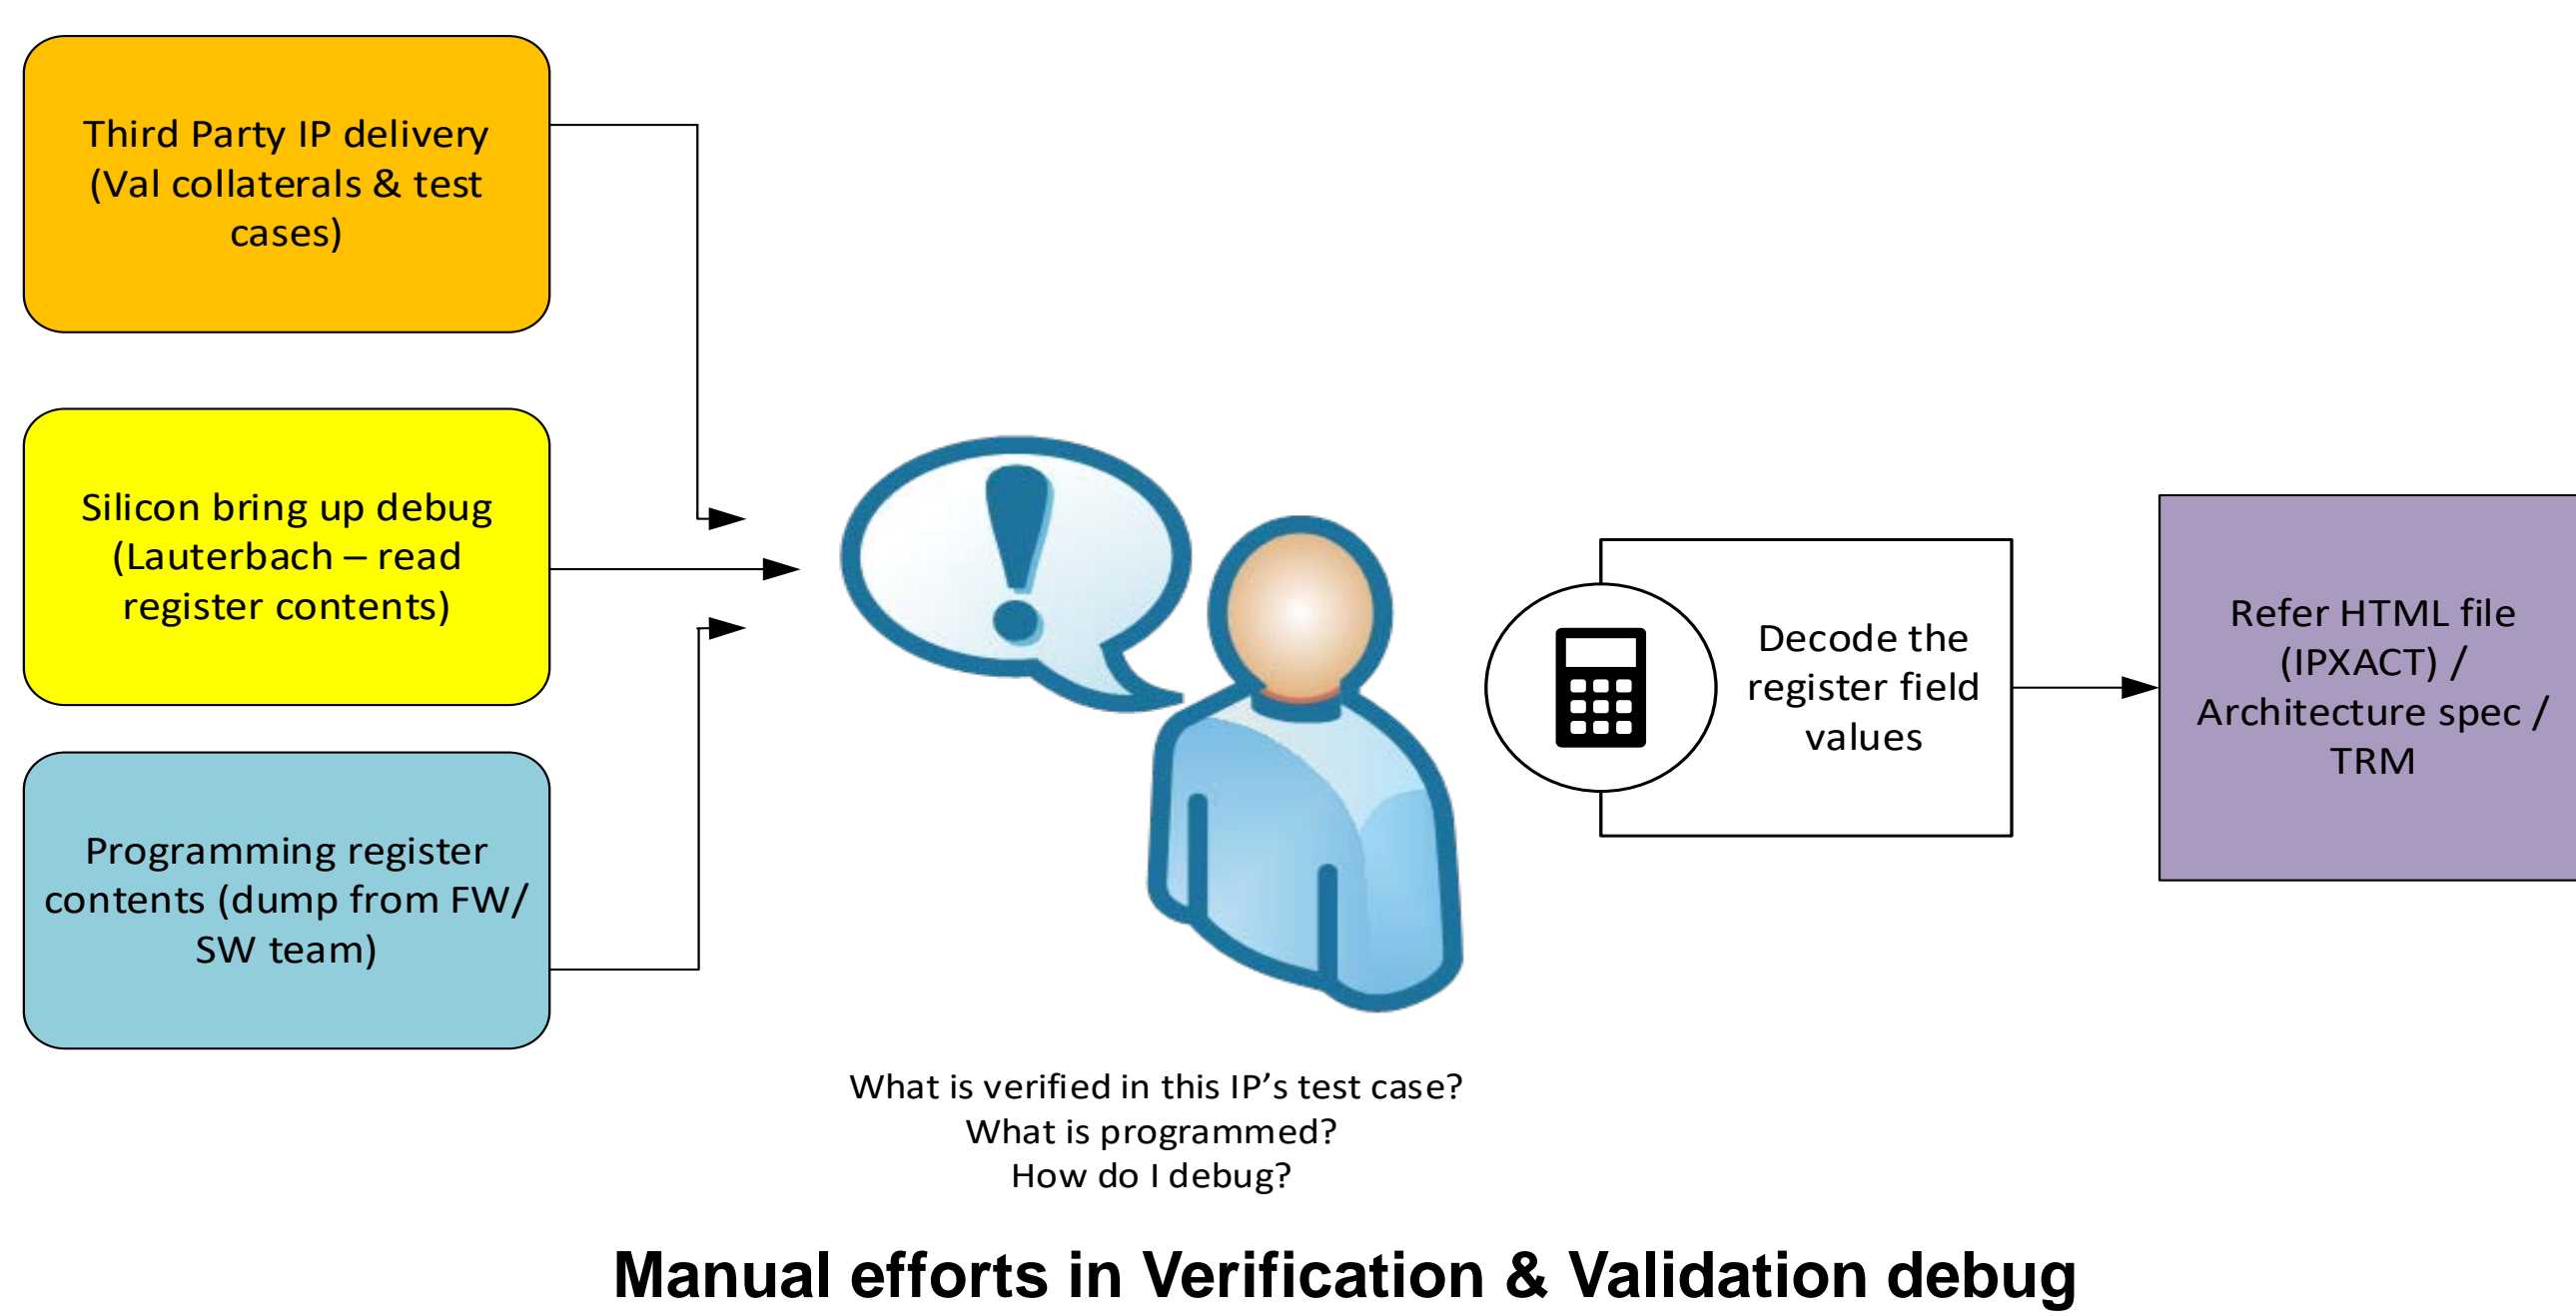 Third Party IP delivery
(Val collaterals & test
cases)
Silicon bring up debug
(Lauterbach – read
register contents)
Programming register
contents (dump from FW/
SW team)
What is verified in this IP’s test case?
What is programmed?
How do I debug?
Decode the
register field
values
Refer HTML file
(IPXACT) /
Architecture spec /
TRM
Manual efforts in Verification & Validation debug